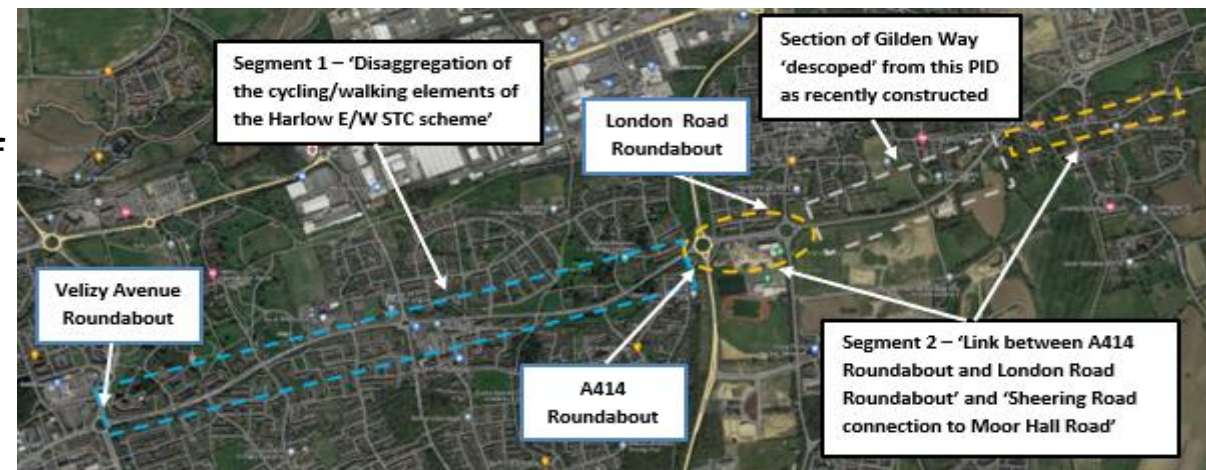 Segment 1 – ‘Disaggregation of
the cycling/walking elements of
the Harlow E/W STC scheme’
London Road
Roundabout
Section of Gilden Way
‘descoped’ from this PID
as recently constructed
Velizy Avenue
Roundabout
A414
Roundabout
Segment 2 – ‘Link between A414
Roundabout and London Road
Roundabout’ and ‘Sheering Road
connection to Moor Hall Road’